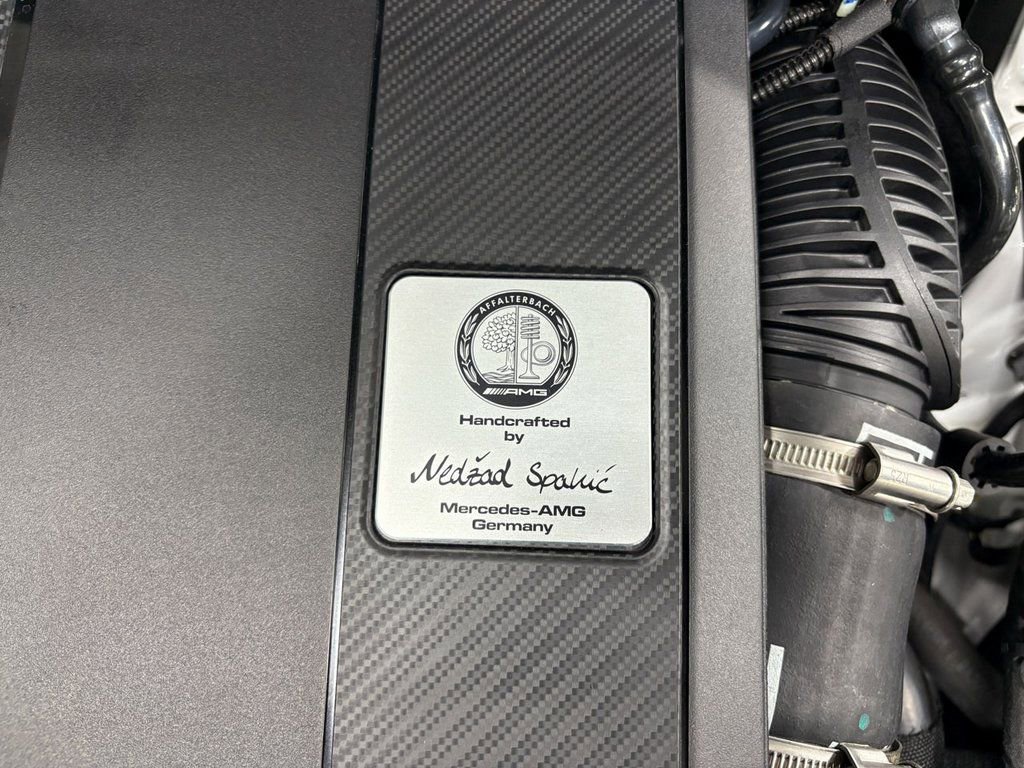 AFFALTERBACH
AMG
Handcrafted
by
Nedžad Spahić
Mercedes-AMG
Germany